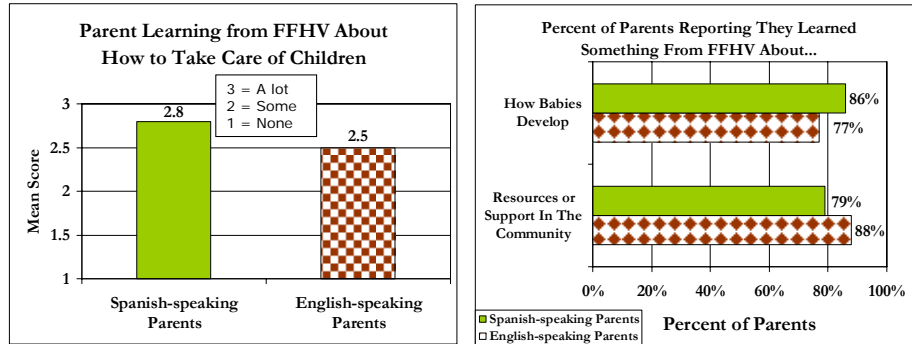 Parent Learning from FFHV About
How to Take Care of Children
3 = A lot
2 = Some
1 = None
2.8
2.5
3
2.5
2
1.5
1
Mean Score
Spanish-speaking
Parents
English-speaking
Parents
Percent of Parents Reporting They Learned
Something From FFHV About...
How Babies
Develop
86%
77%
Resources or
Support In The
Community
79%
88%
0% 20% 40% 60% 80% 100%
Spanish-speaking Parents
English-speaking Parents
Percent of Parents